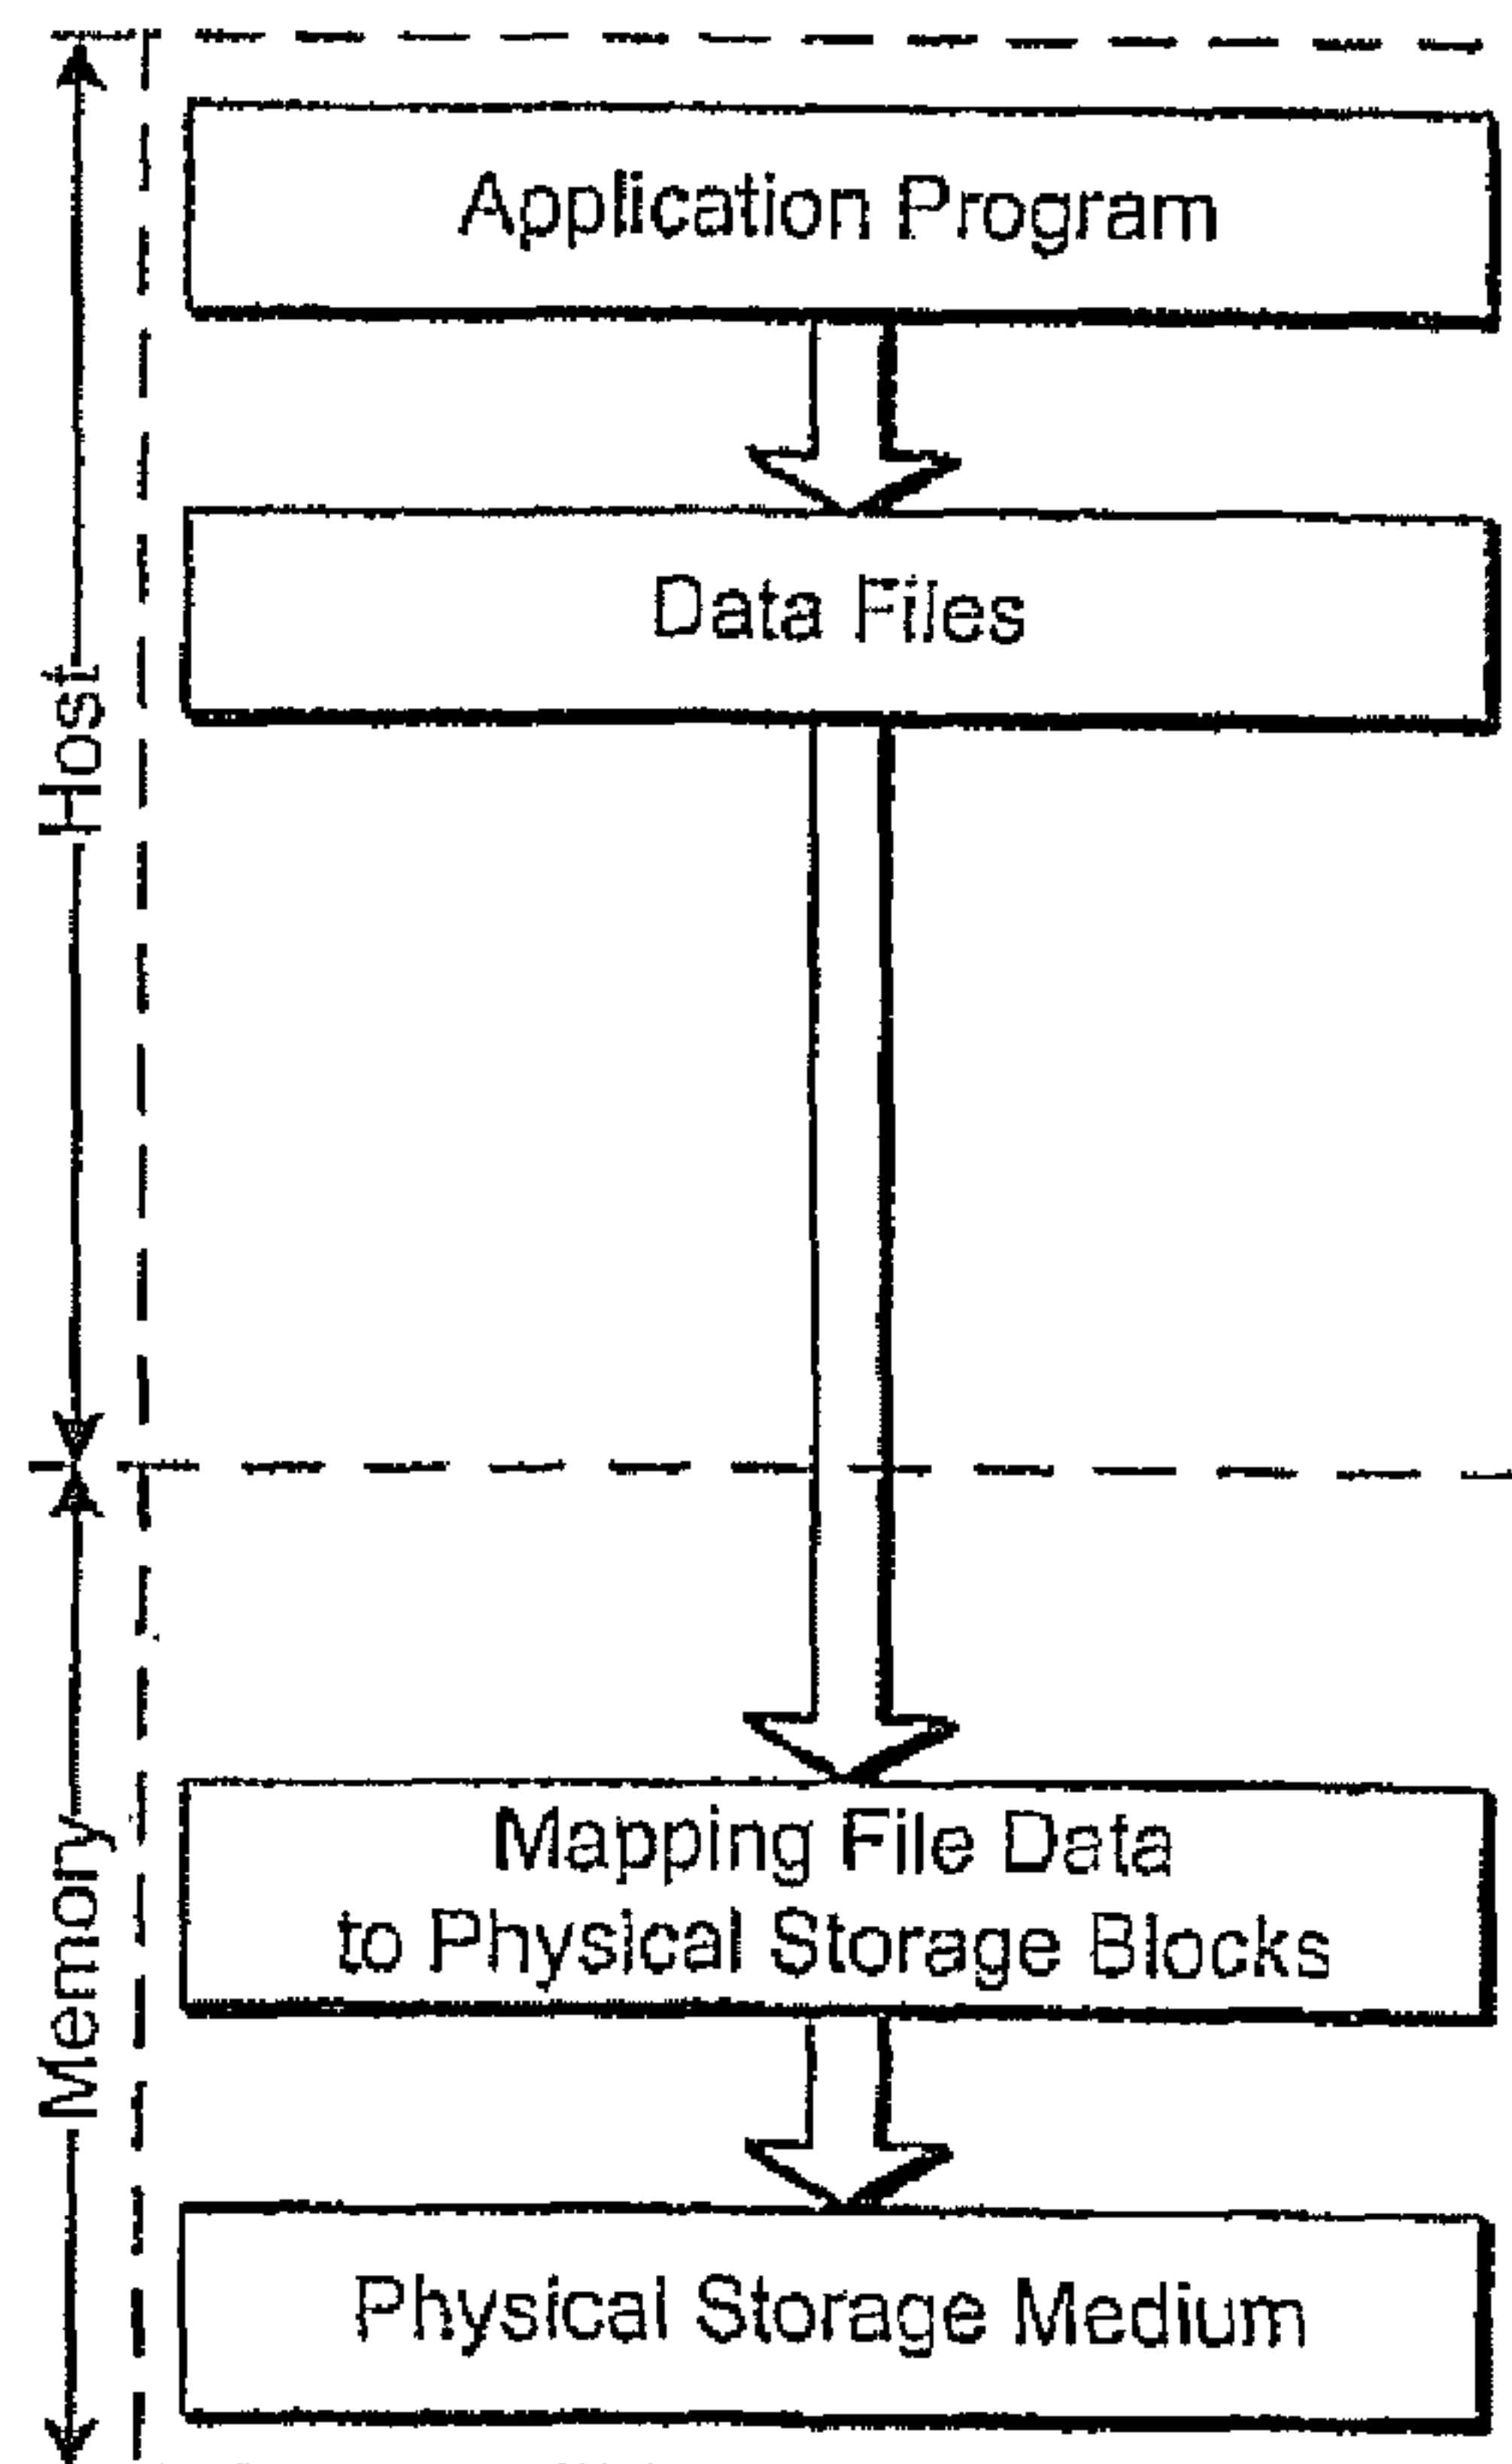 Application Program
Data Files
Host
Mapping File Data
to Physical Storage Blocks
Memory
Physical Storage Medium